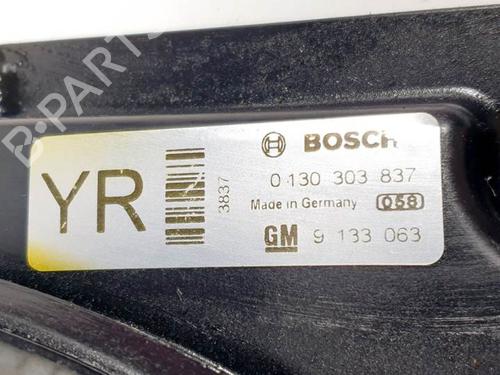 B-PARTS
YR
3837
BOSCH
0 130 303 837
Made in Germany 058
GM 9 133 063